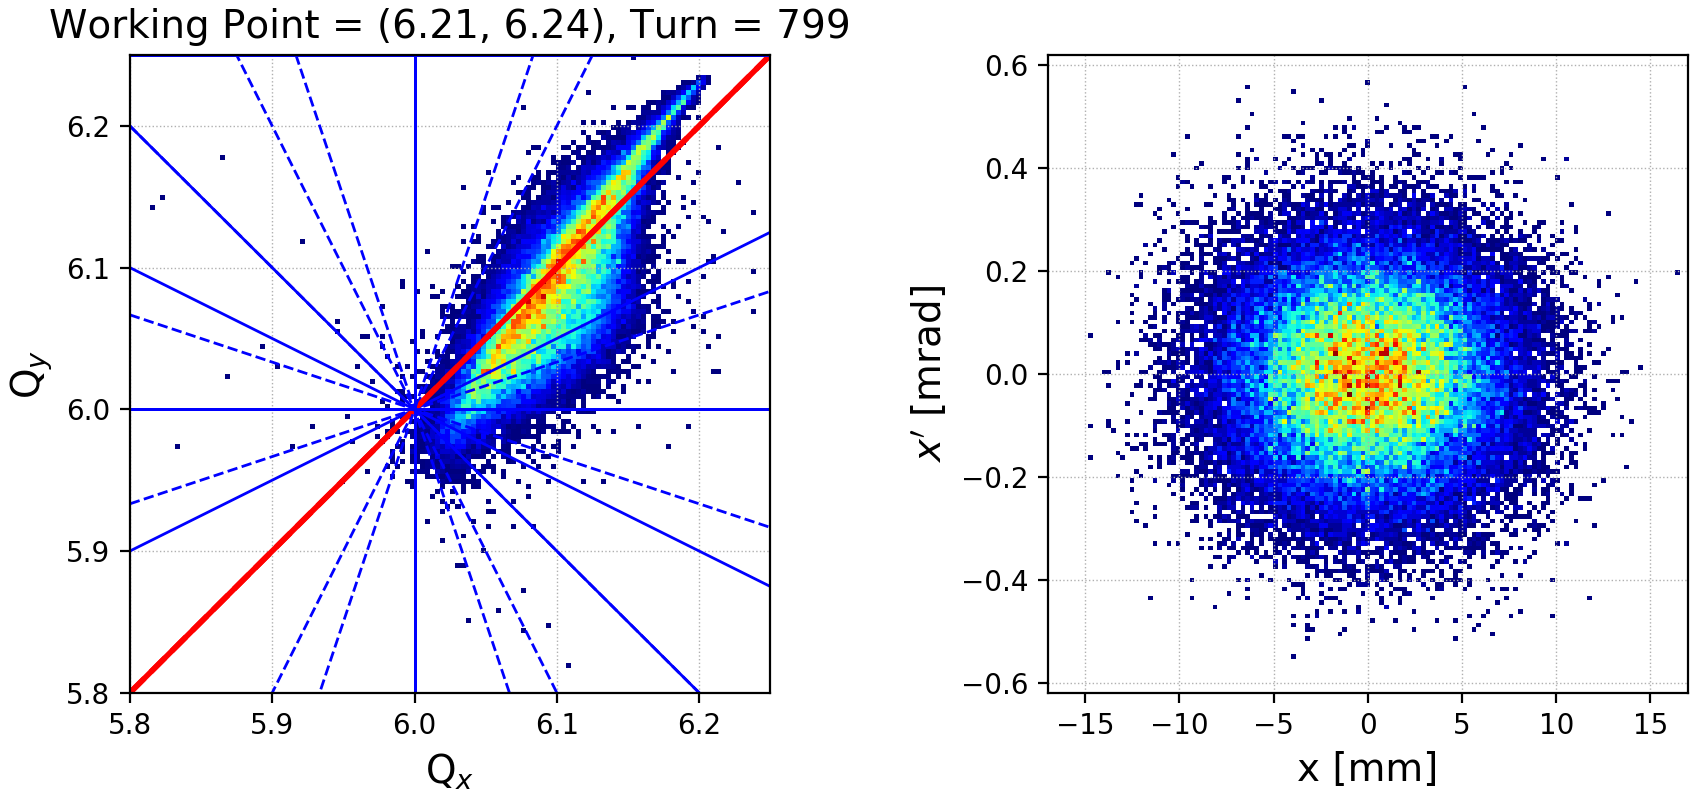 Working Point = (6.21, 6.24), Turn = 799
6.2
6.1
6.0
5.9
5.8
Qy
5.8 5.9 6.0 6.1 6.2
Qx
0.6
0.4
0.2
0.0
−0.2
−0.4
−0.6
x′ [mrad]
−15 −10 −5 0 5 10 15
x [mm]